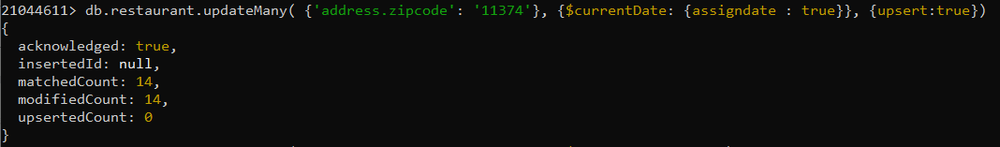 21044611> db.restaurant.updateMany( {'address.zipcode': '11374'}, {$currentDate: {assigndate : true}}, {upsert:true})
{
  acknowledged: true,
  insertedId: null,
  matchedCount: 14,
  modifiedCount: 14,
  upsertedCount: 0
}